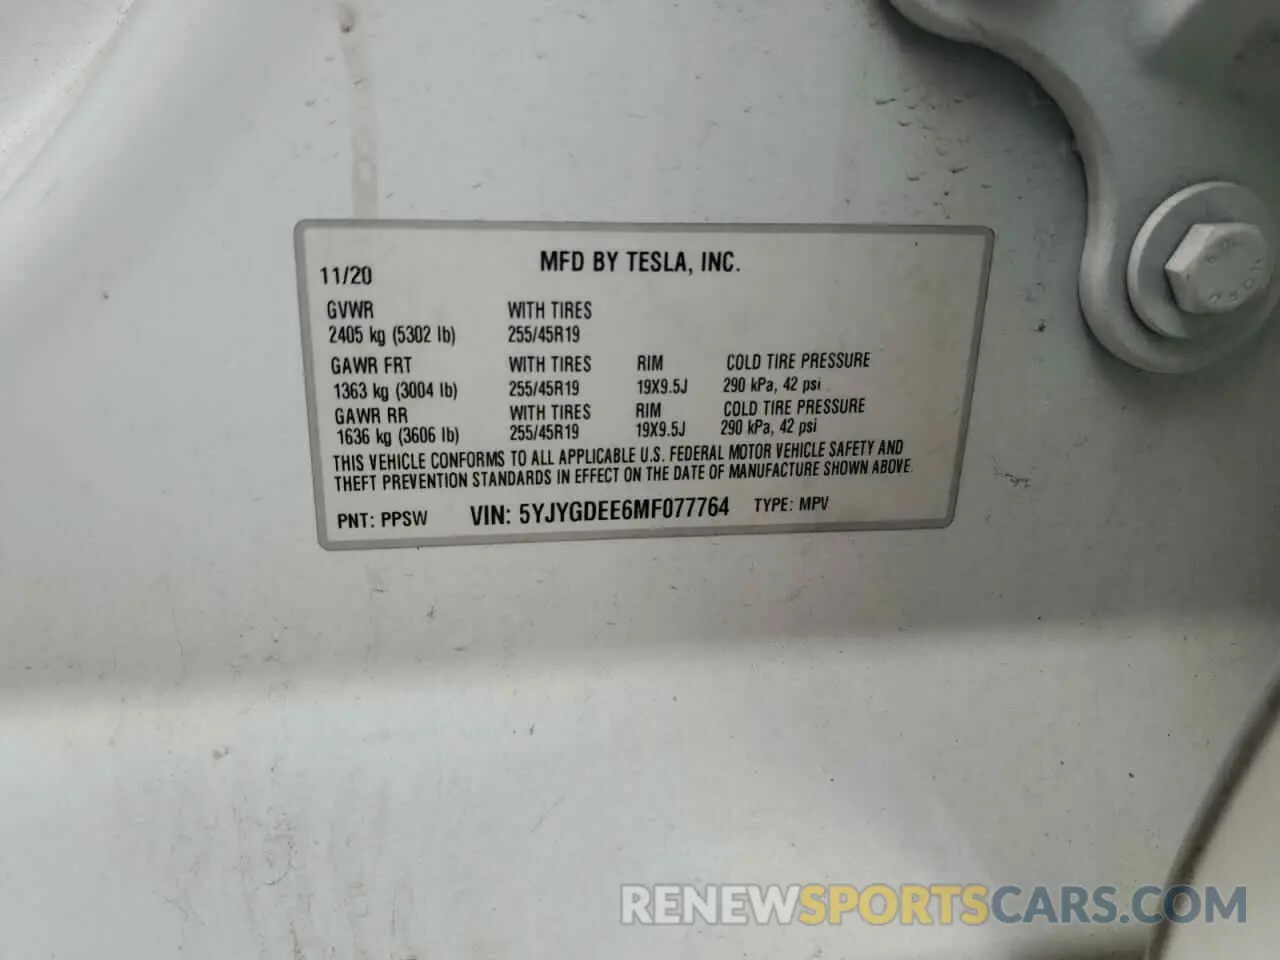 MFD BY TESLA, INC.
11/20
GVWR WITH TIRES
2405 kg (5302 lb) 255/45R19
GAWR FRT WITH TIRES RIM COLD TIRE PRESSURE
1363 kg (3004 lb) 255/45R19 19X9.5J 290 kPa, 42 psi
GAWR RR WITH TIRES RIM COLD TIRE PRESSURE
1636 kg (3606 lb) 255/45R19 19X9.5J 290 kPa, 42 psi
THIS VEHICLE CONFORMS TO ALL APPLICABLE U.S. FEDERAL MOTOR VEHICLE SAFETY AND
THEFT PREVENTION STANDARDS IN EFFECT ON THE DATE OF MANUFACTURE SHOWN ABOVE.
PNT: PPSW VIN: 5YJYGDEE6MF077764 TYPE: MPV
RENEWSPORTSCARS.COM